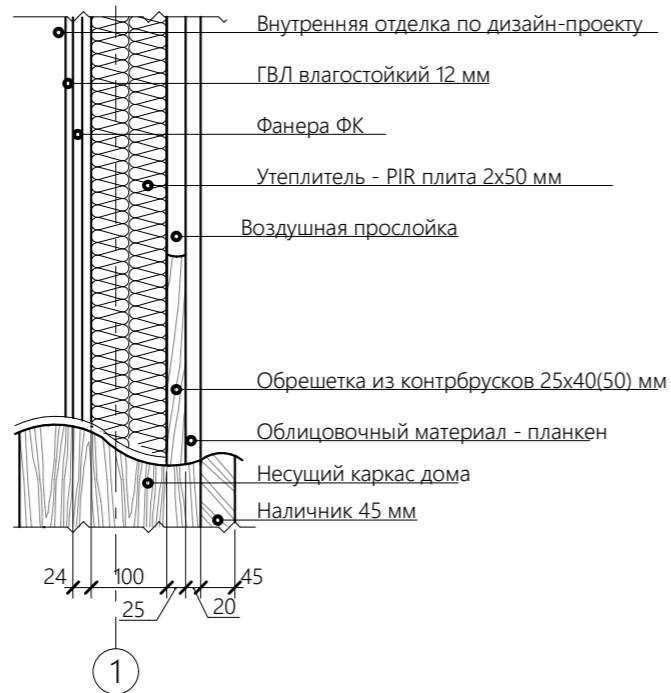 Внутренняя отделка по дизайн-проекту
ГВЛ влагостойкий 12 мм
Фанера ФК
Утеплитель - PIR плита 2х50 мм
Воздушная прослойка
Обрешетка из контрбрусков 25х40(50) мм
Облицовочный материал - планкен
Несущий каркас дома
Наличник 45 мм
24 100 45
25 20
1